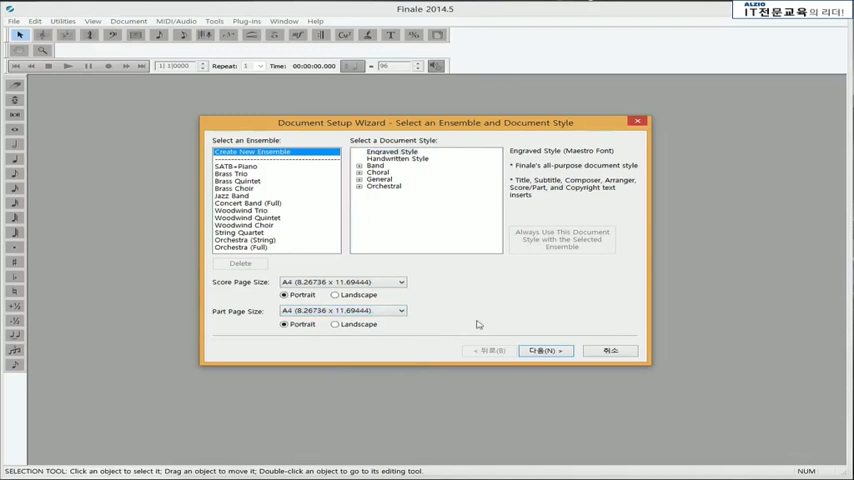 Finale 2014.5
ALZIO
IT전문교육의 리더!
File Edit Utilities View Document MIDI/Audio Tools Plug-ins Window Help
1| 1|0000 Repeat: 1 Time: 00:00:00.000 96
Document Setup Wizard - Select an Ensemble and Document Style
Select an Ensemble:
Create New Ensemble
SATB+Piano
Brass Trio
Brass Quintet
Brass Choir
Jazz Band
Concert Band (Full)
Woodwind Trio
Woodwind Quintet
Woodwind Choir
String Quartet
Orchestra (String)
Orchestra (Full)
Delete
Select a Document Style:
Engraved Style
Handwritten Style
Band
Choral
General
Orchestral
Engraved Style (Maestro Font)
* Finale's all-purpose document style
* Title, Subtitle, Composer, Arranger,
Score/Part, and Copyright text
inserts
Always Use This Document
Style with the Selected
Ensemble
Score Page Size: A4 (8.26736 x 11.69444)
Portrait Landscape
Part Page Size: A4 (8.26736 x 11.69444)
Portrait Landscape
< 뒤로(B) 다음(N) > 취소
SELECTION TOOL: Click an object to select it; Drag an object to move it; Double-click an object to go to its editing tool.
NUM